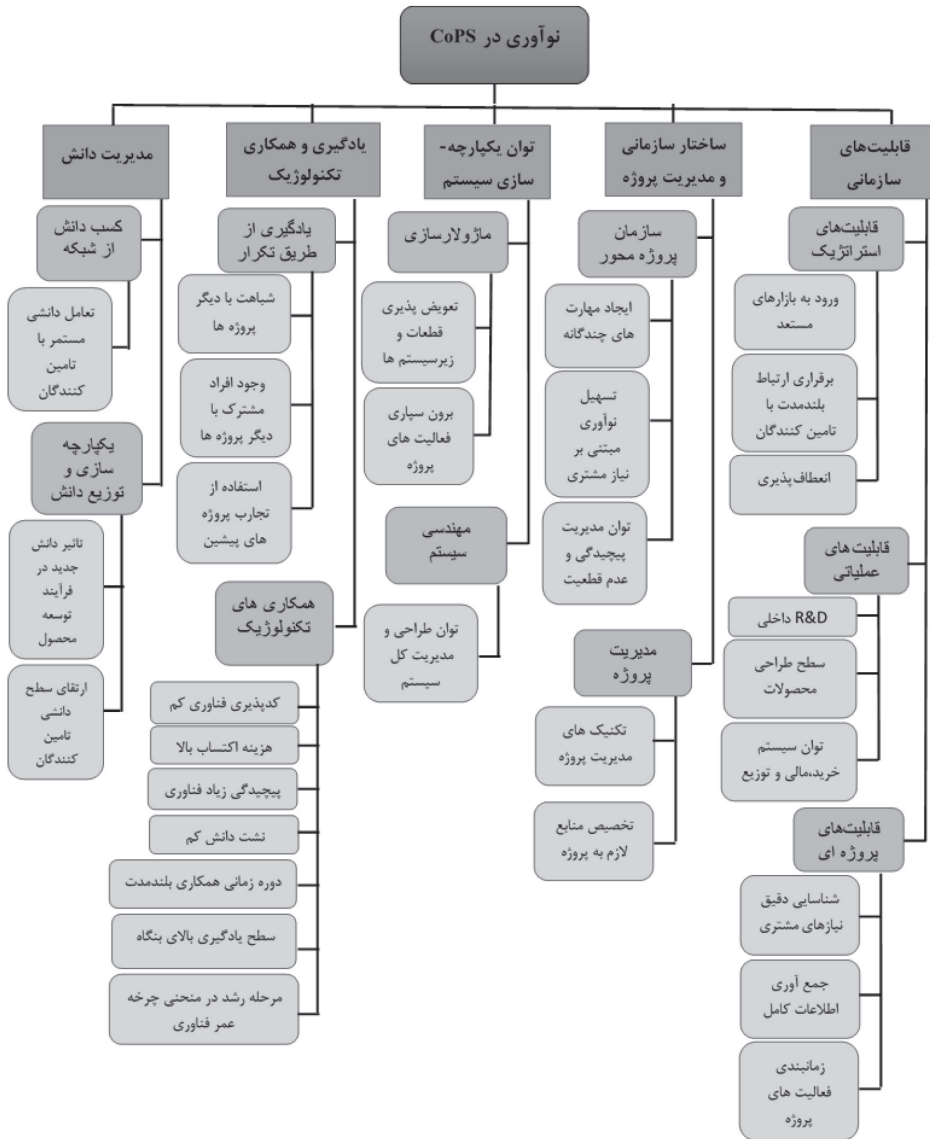 نوآوری در CoPS
قابلیت‌های
سازمانی
قابلیت‌های
استراتژیک
ورود به بازارهای
مستعد
برقراری ارتباط
بلندمدت با
تامین کنندگان
انعطاف‌پذیری
قابلیت های
عملیاتی
R&D داخلی
سطح طراحی
محصولات
توان سیستم
خرید،مالی و توزیع
قابلیت‌های
پروژه ای
شناسایی دقیق
نیازهای مشتری
جمع آوری
اطلاعات کامل
زمانبندی
فعالیت های
پروژه
ساختار سازمانی
و مدیریت پروژه
سازمان
پروژه محور
ایجاد مهارت
های چندگانه
تسهیل
نوآوری
مبتنی بر
نیاز مشتری
توان مدیریت
پیچیدگی و
عدم قطعیت
مدیریت
پروژه
تکنیک های
مدیریت پروژه
تخصیص منابع
لازم به پروژه
توان یکپارچه-
سازی سیستم
ماژولارسازی
تعویض پذیری
قطعات و
زیرسیستم ها
برون سپاری
فعالیت های
پروژه
مهندسی
سیستم
توان طراحی و
مدیریت کل
سیستم
یادگیری و همکاری
تکنولوژیک
یادگیری از
طریق تکرار
شباهت با دیگر
پروژه ها
وجود افراد
مشترک با
دیگر پروژه ها
استفاده از
تجارب پروژه
های پیشین
همکاری های
تکنولوژیک
کدپذیری فناوری کم
هزینه اکتساب بالا
پیچیدگی زیاد فناوری
نشت دانش کم
دوره زمانی همکاری بلندمدت
سطح یادگیری بالای بنگاه
مرحله رشد در منحنی چرخه
عمر فناوری
مدیریت دانش
کسب دانش
از شبکه
تعامل دانشی
مستمر با
تامین
کنندگان
یکپارچه
سازی و
توزیع دانش
تاثیر دانش
جدید در
فرآیند
توسعه
محصول
ارتقای سطح
دانشی
تامین
کنندگان